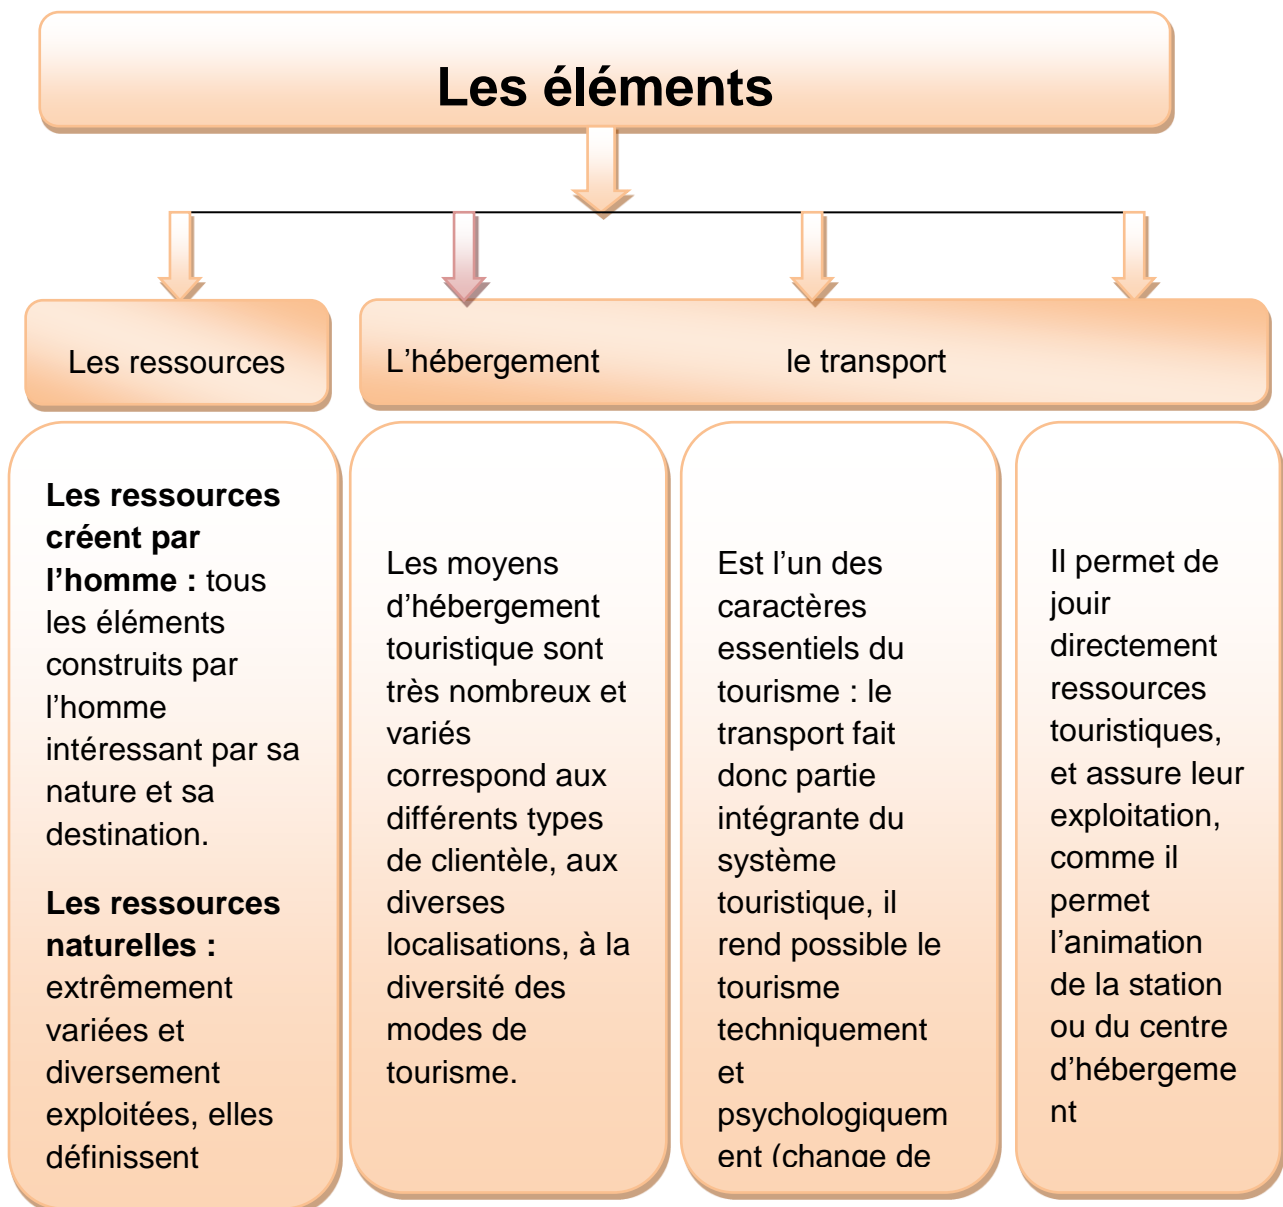 Les éléments
Les ressources
L’hébergement le transport
Les ressources
créent par
l’homme : tous
les éléments
construits par
l’homme
intéressant par sa
nature et sa
destination.
Les ressources
naturelles :
extrêmement
variées et
diversement
exploitées, elles
définissent
Les moyens
d’hébergement
touristique sont
très nombreux et
variés
correspond aux
différents types
de clientèle, aux
diverses
localisations, à la
diversité des
modes de
tourisme.
Est l’un des
caractères
essentiels du
tourisme : le
transport fait
donc partie
intégrante du
système
touristique, il
rend possible le
tourisme
techniquement
et
psychologiquem
ent (change de
Il permet de
jouir
directement
ressources
touristiques,
et assure leur
exploitation,
comme il
permet
l’animation
de la station
ou du centre
d’hébergeme
nt